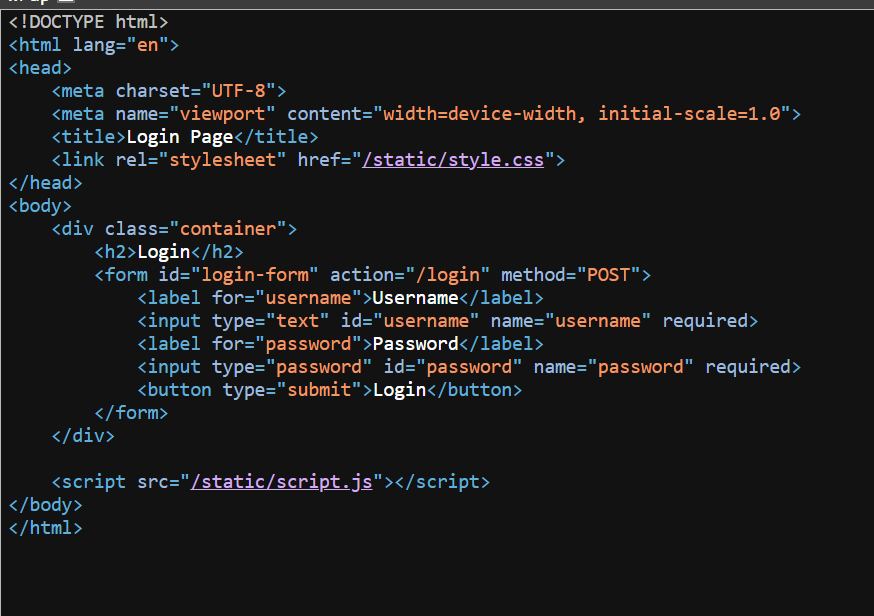 <!DOCTYPE html>
<html lang="en">
<head>
    <meta charset="UTF-8">
    <meta name="viewport" content="width=device-width, initial-scale=1.0">
    <title>Login Page</title>
    <link rel="stylesheet" href="/static/style.css">
</head>
<body>
    <div class="container">
        <h2>Login</h2>
        <form id="login-form" action="/login" method="POST">
            <label for="username">Username</label>
            <input type="text" id="username" name="username" required>
            <label for="password">Password</label>
            <input type="password" id="password" name="password" required>
            <button type="submit">Login</button>
        </form>
    </div>

    <script src="/static/script.js"></script>
</body>
</html>